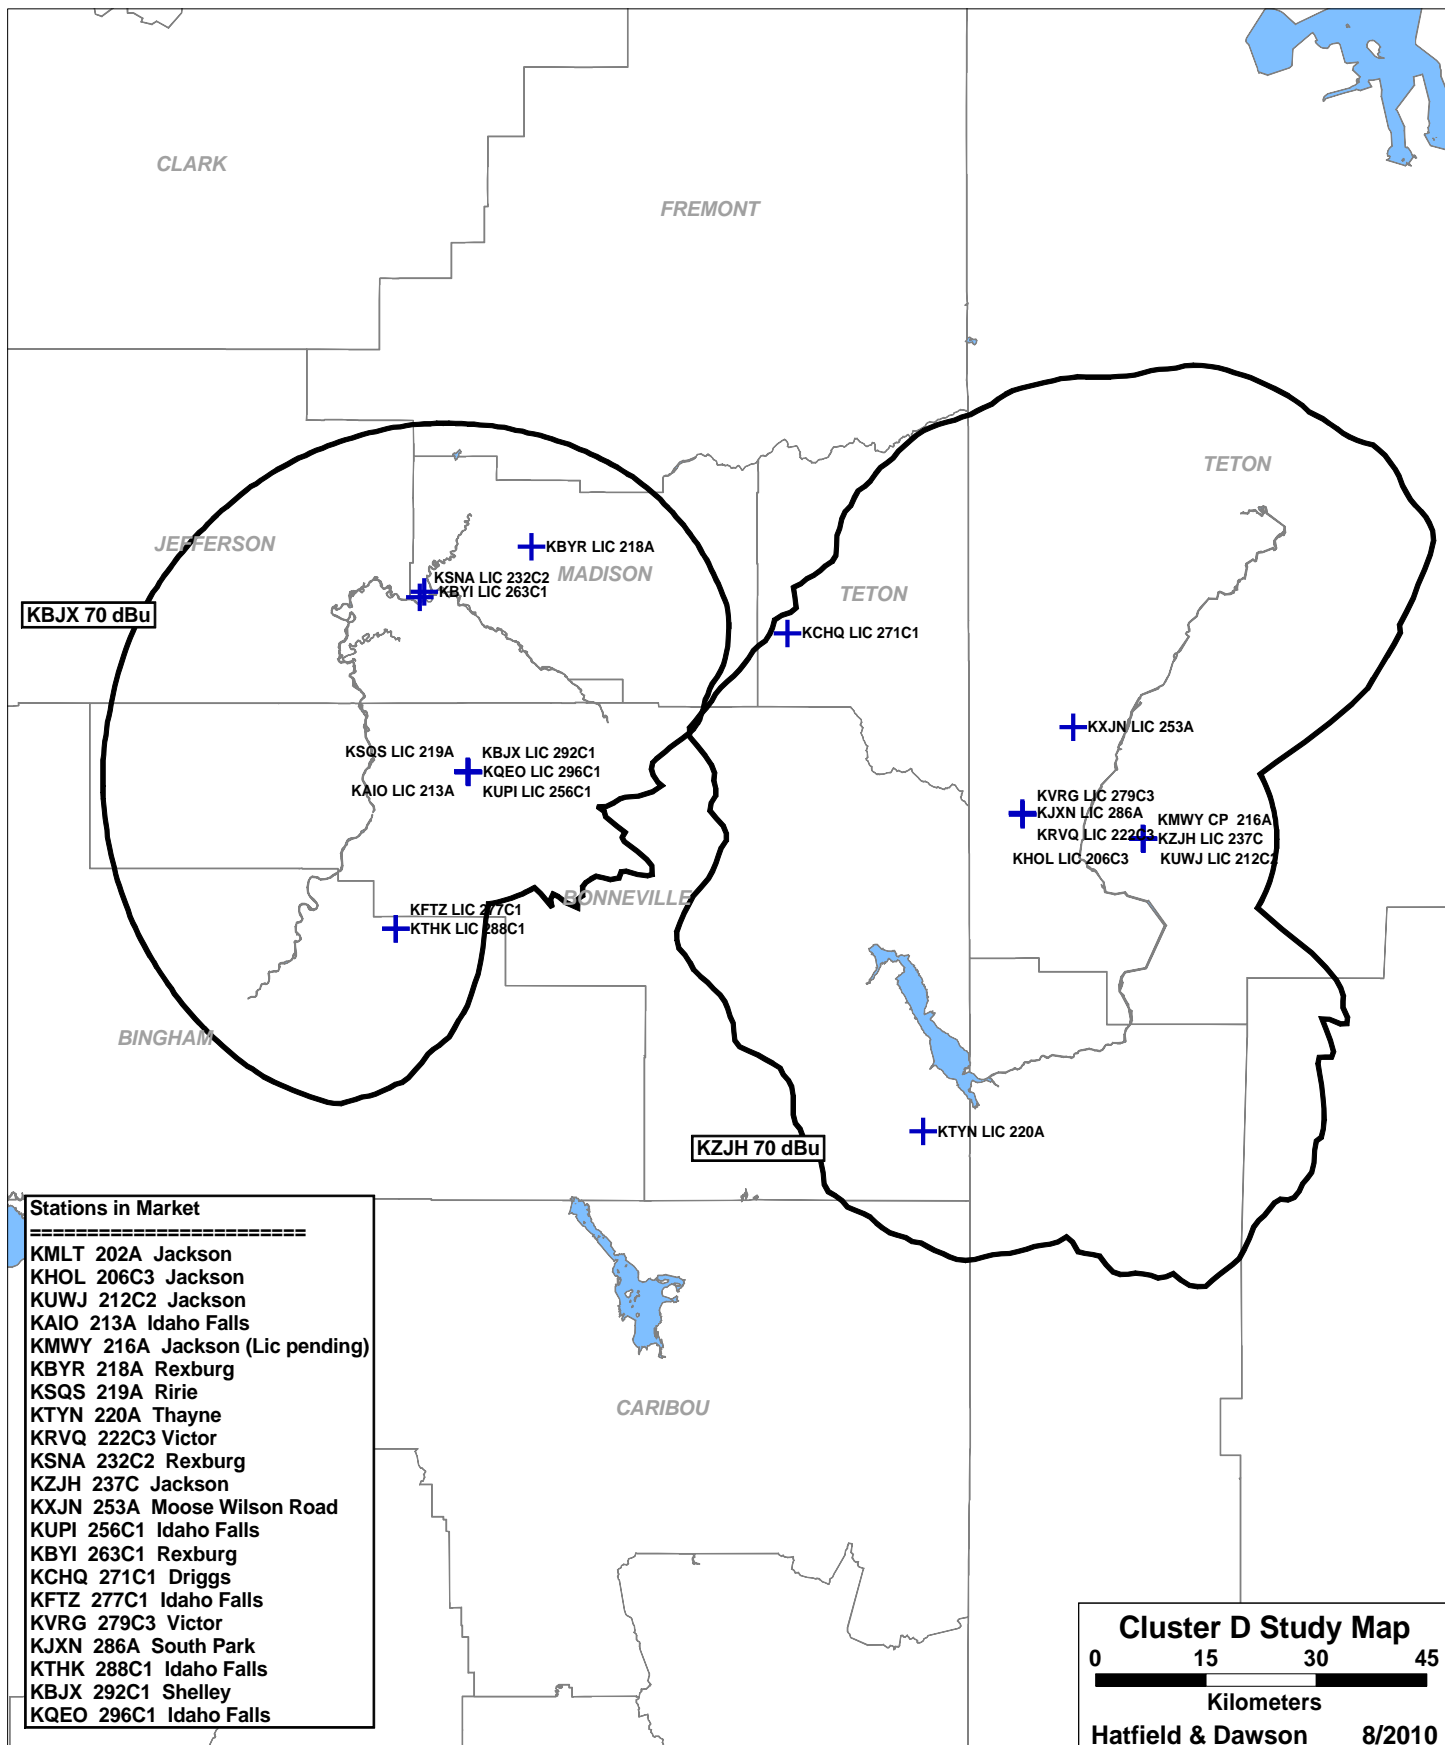 CLARK
FREMONT
TETON
JEFFERSON
KBYR LIC 218A
KSNA LIC 232C2
MADISON
KBYI LIC 263C1
TETON
KBJX 70 dBu
KCHQ LIC 271C1
KXJN LIC 253A
KSQS LIC 219A
KBJX LIC 292C1
KQEO LIC 296C1
KAIO LIC 213A
KUPI LIC 256C1
KVRG LIC 279C3
KJXN LIC 286A
KMWY CP 216A
KRVQ LIC 222C3
KZJH LIC 237C
KHOL LIC 206C3
KUWJ LIC 212C2
BONNEVILLE
KFTZ LIC 277C1
KTHK LIC 288C1
BINGHAM
KTYN LIC 220A
KZJH 70 dBu
Stations in Market
========================
KMLT 202A Jackson
KHOL 206C3 Jackson
KUWJ 212C2 Jackson
KAIO 213A Idaho Falls
KMWY 216A Jackson (Lic pending)
KBYR 218A Rexburg
KSQS 219A Ririe
KTYN 220A Thayne
KRVQ 222C3 Victor
KSNA 232C2 Rexburg
KZJH 237C Jackson
KXJN 253A Moose Wilson Road
KUPI 256C1 Idaho Falls
KBYI 263C1 Rexburg
KCHQ 271C1 Driggs
KFTZ 277C1 Idaho Falls
KVRG 279C3 Victor
KJXN 286A South Park
KTHK 288C1 Idaho Falls
KBJX 292C1 Shelley
KQEO 296C1 Idaho Falls
CARIBOU
Cluster D Study Map
0 15 30 45
Kilometers
Hatfield & Dawson 8/2010